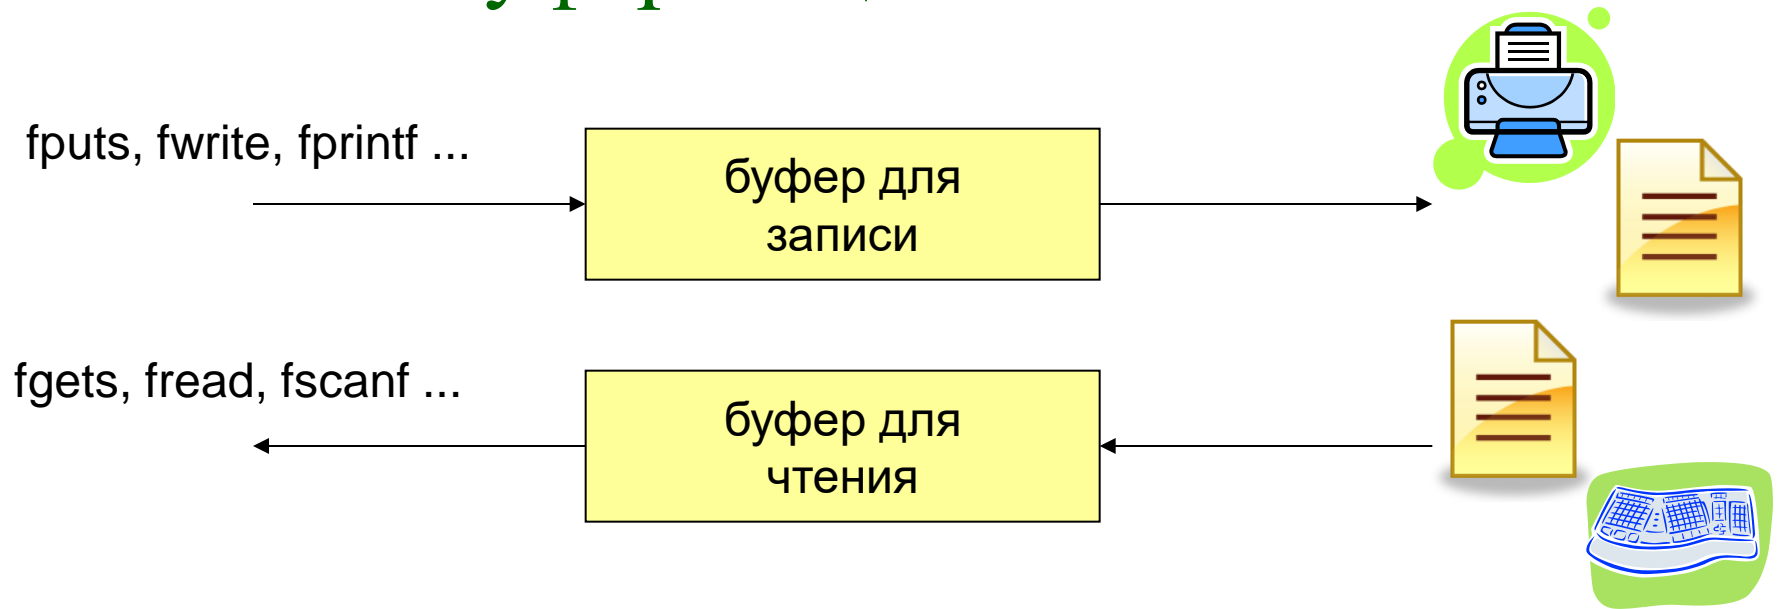 fputs, fwrite, fprintf ...
буфер для
записи
fgets, fread, fscanf ...
буфер для
чтения